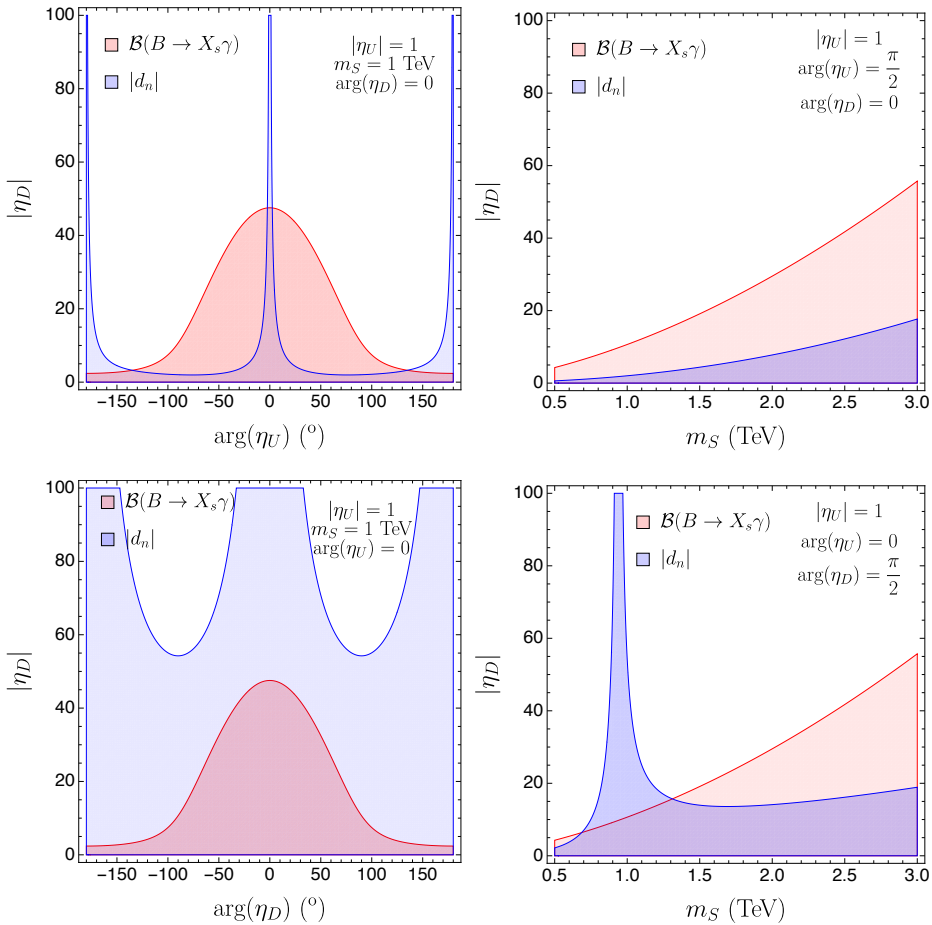 𝓑(B → X_sγ)
|d_n|
|η_U| = 1
m_S = 1 TeV
arg(η_D) = 0
|η_D|
100
80
60
40
20
0
−150 −100 −50 0 50 100 150
arg(η_U) (°)
𝓑(B → X_sγ)
|d_n|
|η_U| = 1
arg(η_U) = π/2
arg(η_D) = 0
|η_D|
100
80
60
40
20
0
0.5 1.0 1.5 2.0 2.5 3.0
m_S (TeV)
𝓑(B → X_sγ)
|d_n|
|η_U| = 1
m_S = 1 TeV
arg(η_U) = 0
|η_D|
100
80
60
40
20
0
−150 −100 −50 0 50 100 150
arg(η_D) (°)
𝓑(B → X_sγ)
|d_n|
|η_U| = 1
arg(η_U) = 0
arg(η_D) = π/2
|η_D|
100
80
60
40
20
0
0.5 1.0 1.5 2.0 2.5 3.0
m_S (TeV)